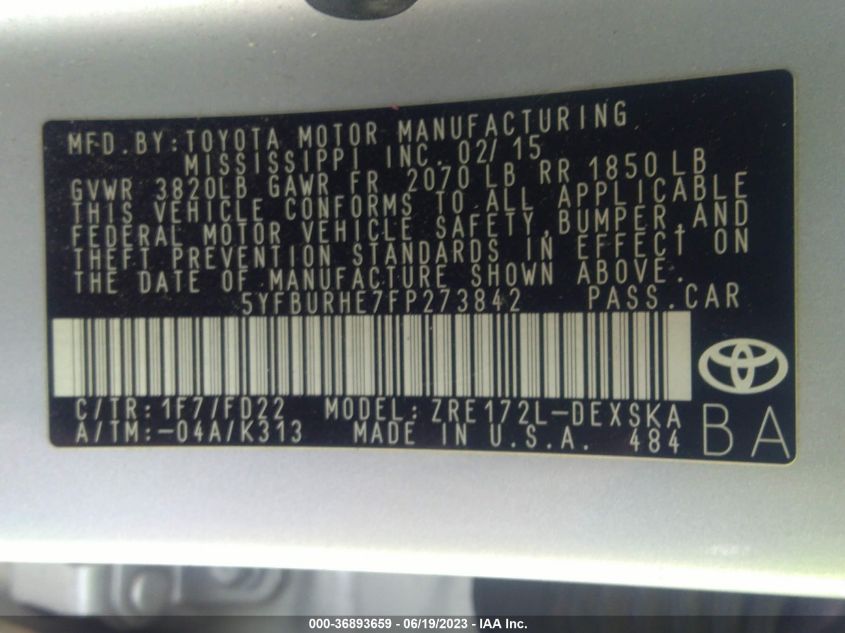 MFD.BY:TOYOTA MOTOR MANUFACTURING
MISSISSIPPI INC. 02/15
GVWR 3820LB GAWR FR 2070 LB RR 1850 LB
THIS VEHICLE CONFORMS TO ALL APPLICABLE
FEDERAL MOTOR VEHICLE SAFETY,BUMPER,AND
THEFT PREVENTION STANDARDS IN EFFECT ON
THE DATE OF MANUFACTURE SHOWN ABOVE.
5YFBURHE7FP273842 PASS.CAR
C/TR:1F7/FD22 MODEL:ZRE172L-DEXSKA
A/TM:-04A/K313 MADE IN U.S.A. 484
BA
000-36893659 - 06/19/2023 - IAA Inc.